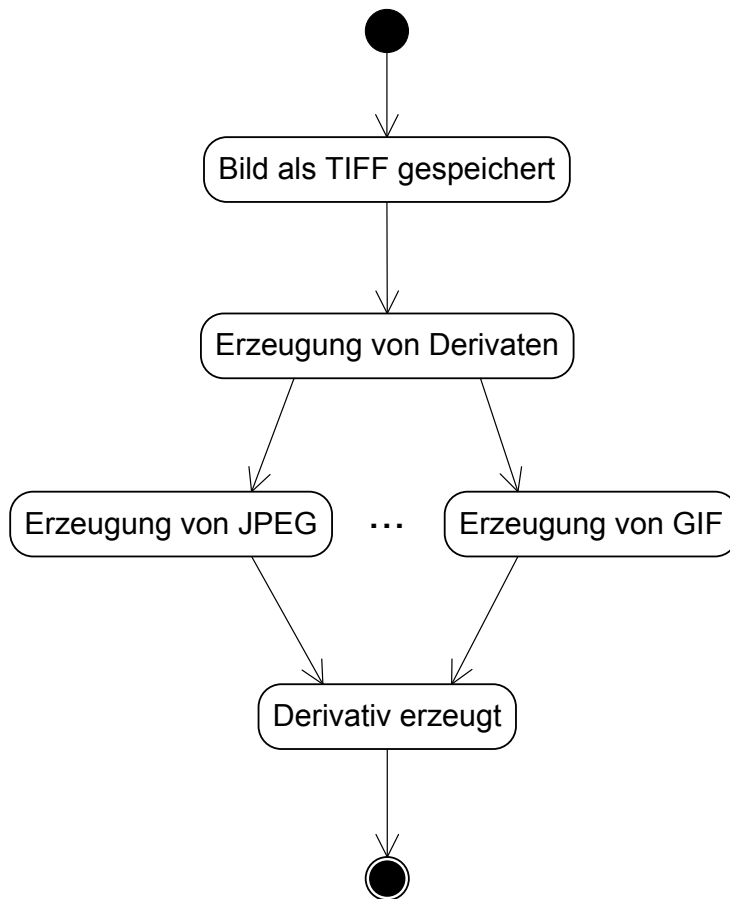 Bild als TIFF gespeichert
Erzeugung von Derivaten
Erzeugung von JPEG ... Erzeugung von GIF
Derivativ erzeugt